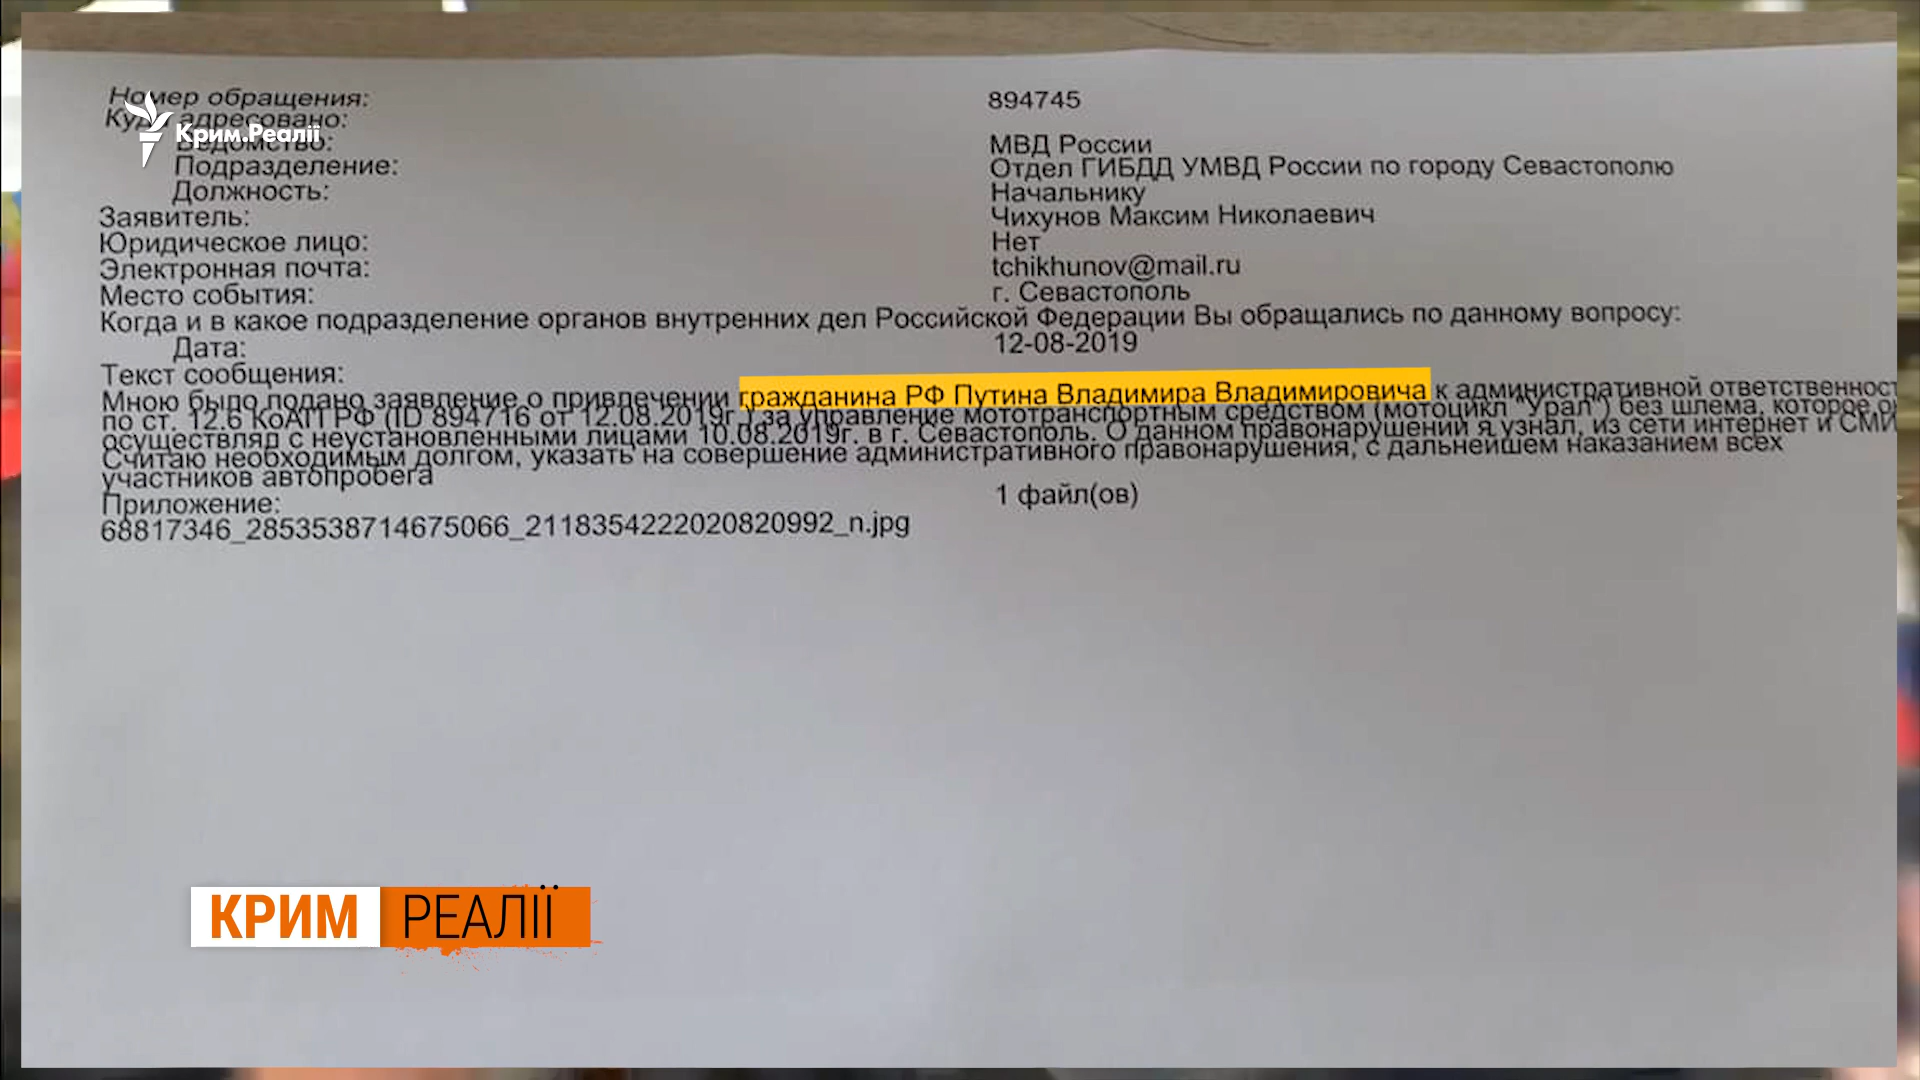 Номер обращения: 894745
Куда адресовано:
Крим.Реалії
Ведомство: МВД России
Подразделение: Отдел ГИБДД УМВД России по городу Севастополю
Должность: Начальнику
Заявитель: Чихунов Максим Николаевич
Юридическое лицо: Нет
Электронная почта: tchikhunov@mail.ru
Место события: г. Севастополь
Когда и в какое подразделение органов внутренних дел Российской Федерации Вы обращались по данному вопросу:
Дата: 12-08-2019
Текст сообщения:
Мною было подано заявление о привлечении гражданина РФ Путина Владимира Владимировича к административной ответственност
по ст. 12.6 КоАП РФ (ID 894716 от 12.08.2019г.) за управление мототранспортным средством (мотоцикл "Урал") без шлема, которое он
осуществлял с неустановленными лицами 10.08.2019г. в г. Севастополь. О данном правонарушении я узнал, из сети интернет и СМИ
Считаю необходимым долгом, указать на совершение административного правонарушения, с дальнейшем наказанием всех
участников автопробега
Приложение: 1 файл(ов)
68817346_2853538714675066_2118354222020820992_n.jpg
КРИМ РЕАЛІЇ